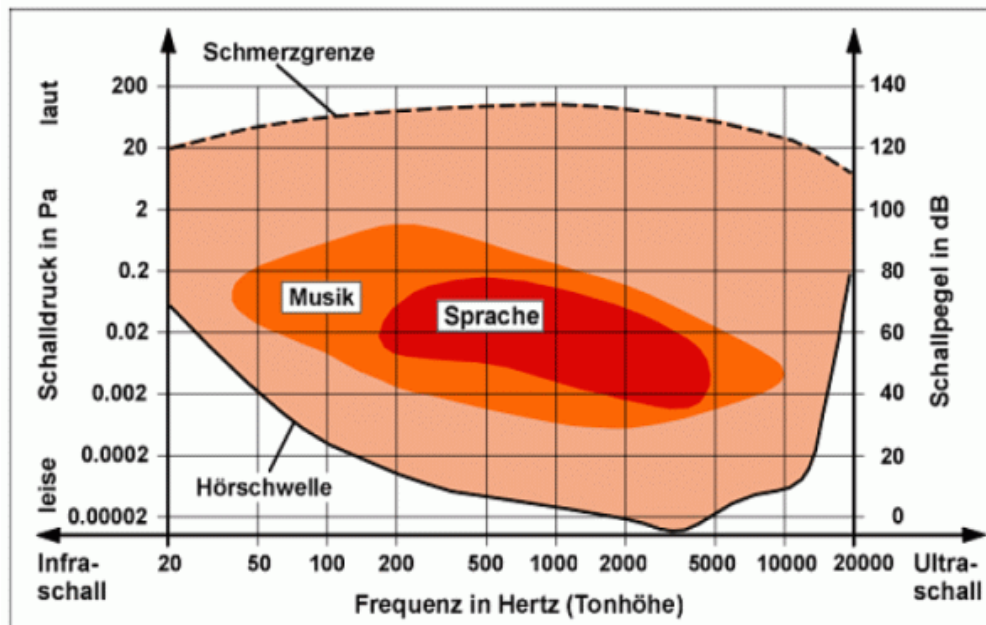 Schmerzgrenze
laut
Schalldruck in Pa
leise
200
20
2
0.2
0.02
0.002
0.0002
0.00002
140
120
100
80
60
40
20
0
Schallpegel in dB
Musik
Sprache
Hörschwelle
Infra-
schall
20 50 100 200 500 1000 2000 5000 10000 20000
Ultra-
schall
Frequenz in Hertz (Tonhöhe)